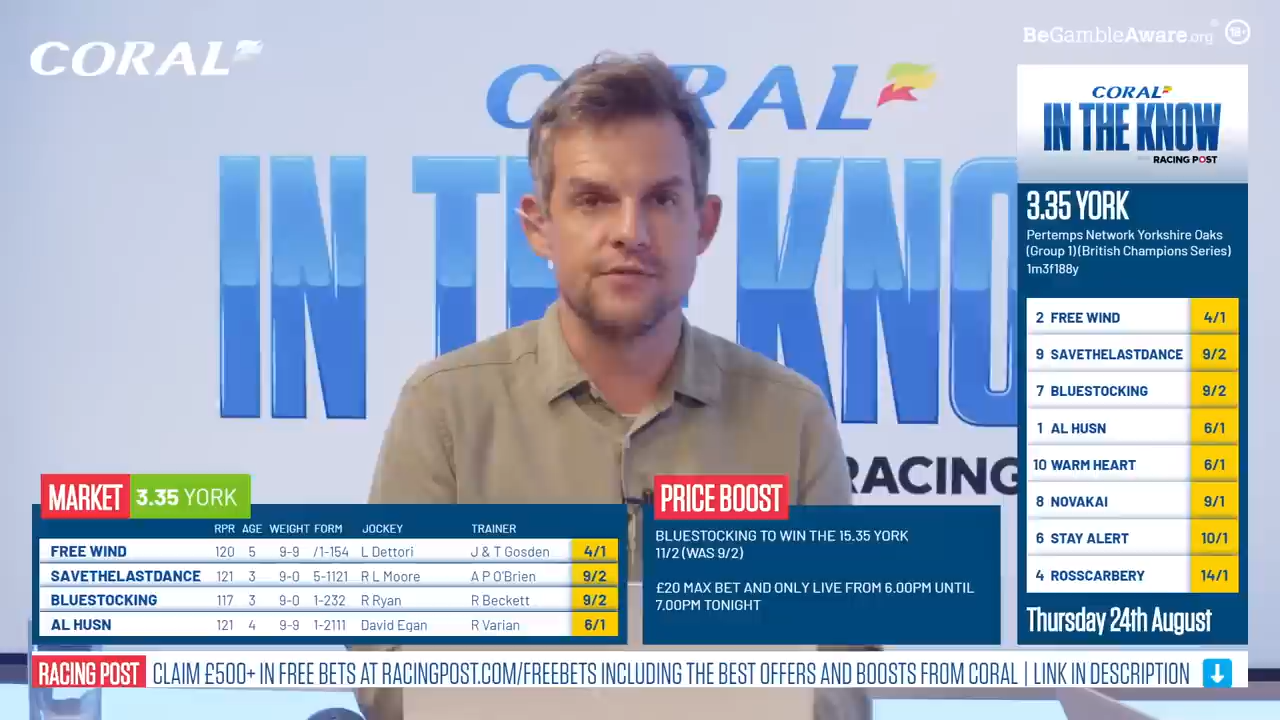 CORAL
BeGambleAware.org® 18+
CORAL
IN THE KNO
RACING
CORAL
IN THE KNOW
WITH RACING POST
3.35 YORK
Pertemps Network Yorkshire Oaks
(Group 1)(British Champions Series)
1m3f188y
2 FREE WIND 4/1
9 SAVETHELASTDANCE 9/2
7 BLUESTOCKING 9/2
1 AL HUSN 6/1
10 WARM HEART 6/1
8 NOVAKAI 9/1
6 STAY ALERT 10/1
4 ROSSCARBERY 14/1
Thursday 24th August
MARKET 3.35 YORK
RPR AGE WEIGHT FORM JOCKEY TRAINER
FREE WIND 120 5 9-9 /1-154 L Dettori J & T Gosden 4/1
SAVETHELASTDANCE 121 3 9-0 5-1121 R L Moore A P O'Brien 9/2
BLUESTOCKING 117 3 9-0 1-232 R Ryan R Beckett 9/2
AL HUSN 121 4 9-9 1-2111 David Egan R Varian 6/1
PRICE BOOST
BLUESTOCKING TO WIN THE 15.35 YORK
11/2 (WAS 9/2)
£20 MAX BET AND ONLY LIVE FROM 6.00PM UNTIL
7.00PM TONIGHT
RACING POST CLAIM £500+ IN FREE BETS AT RACINGPOST.COM/FREEBETS INCLUDING THE BEST OFFERS AND BOOSTS FROM CORAL | LINK IN DESCRIPTION